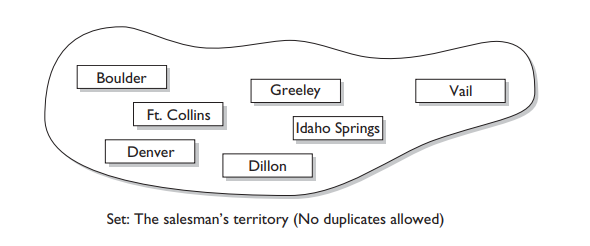 Boulder
Greeley
Vail
Ft. Collins
Idaho Springs
Denver
Dillon
Set: The salesman's territory (No duplicates allowed)